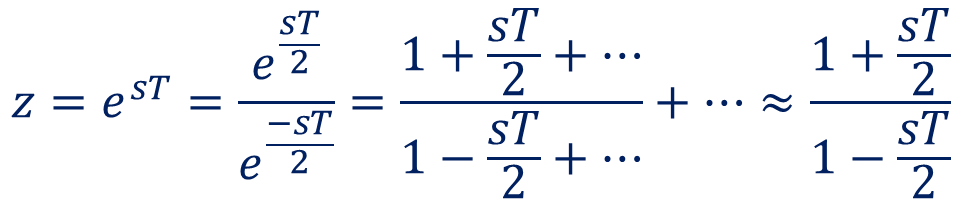 z = e^{sT} = \frac{e^{\frac{sT}{2}}}{e^{\frac{-sT}{2}}} = \frac{1 + \frac{sT}{2} + \cdots}{1 - \frac{sT}{2} + \cdots} + \cdots \approx \frac{1 + \frac{sT}{2}}{1 - \frac{sT}{2}}